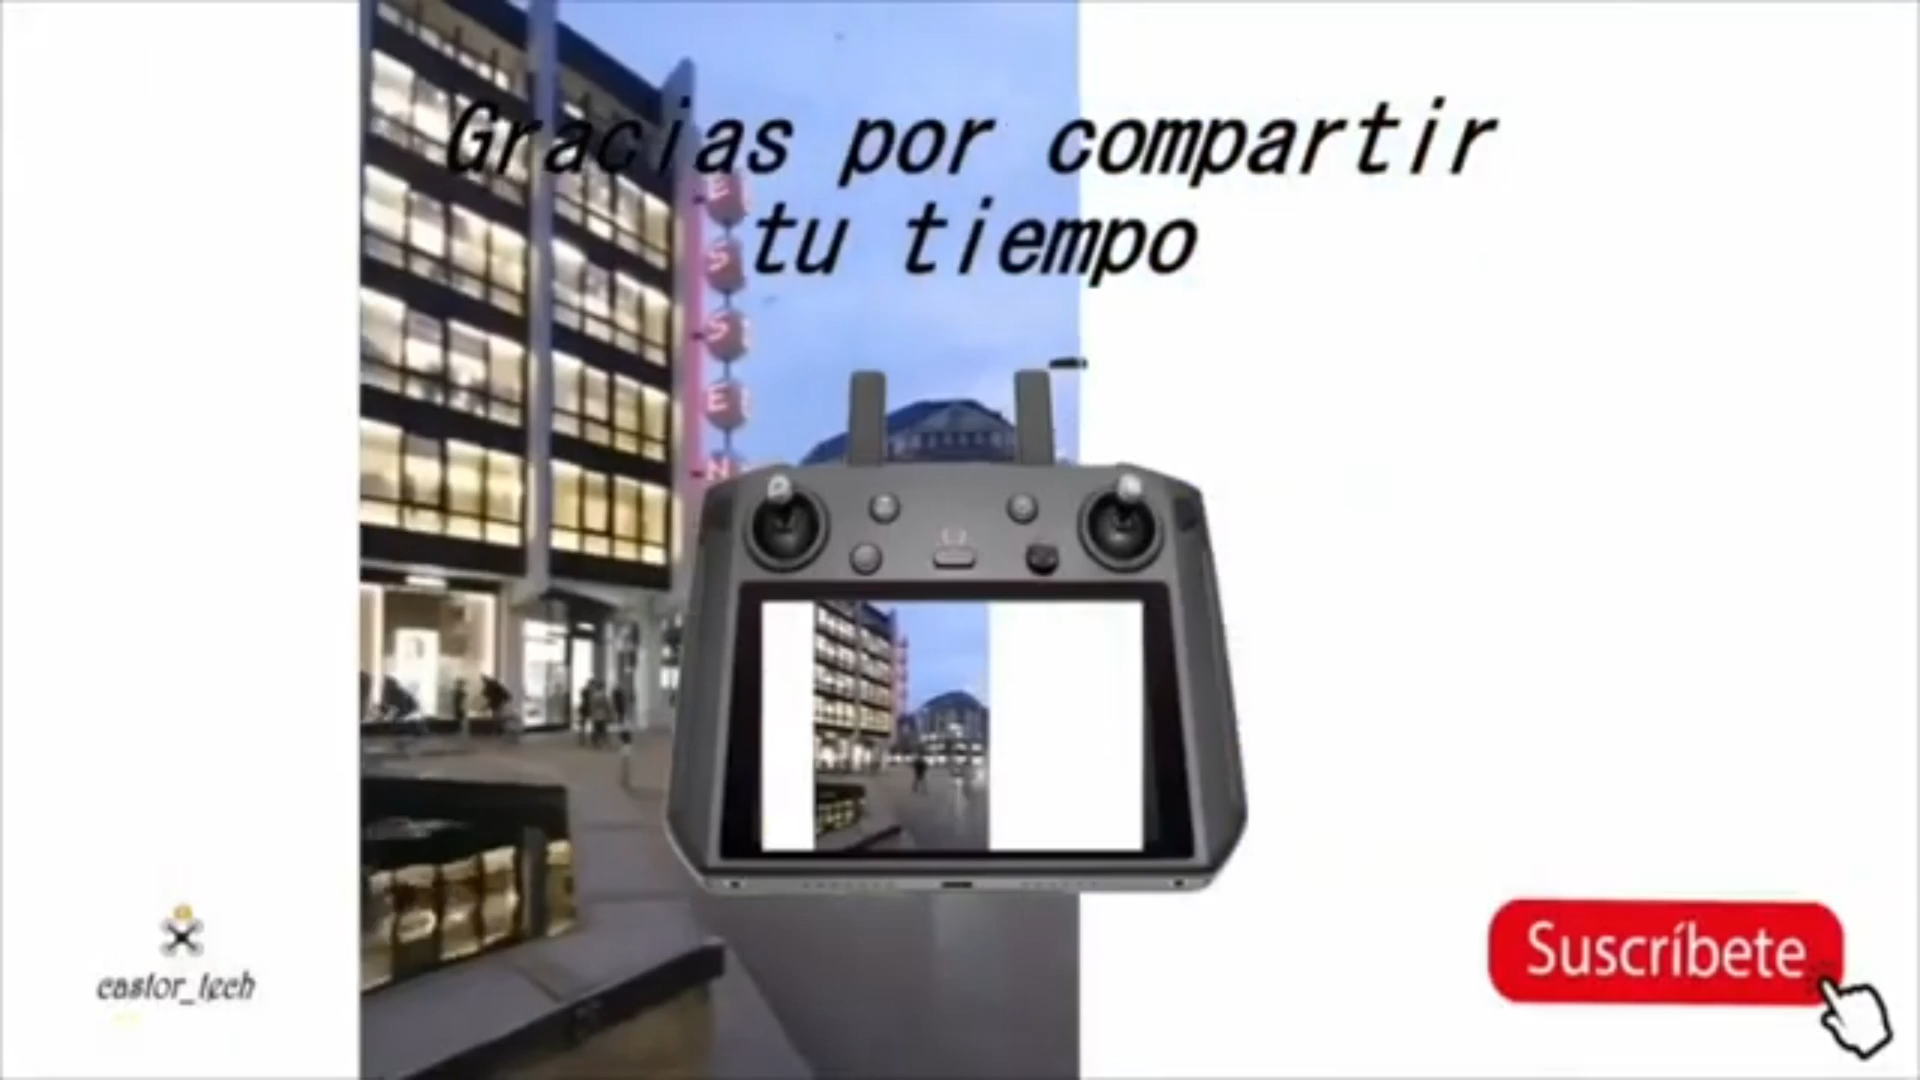 Gracias por compartir
tu tiempo
E
S
S
E
N
castor_tech
Suscríbete